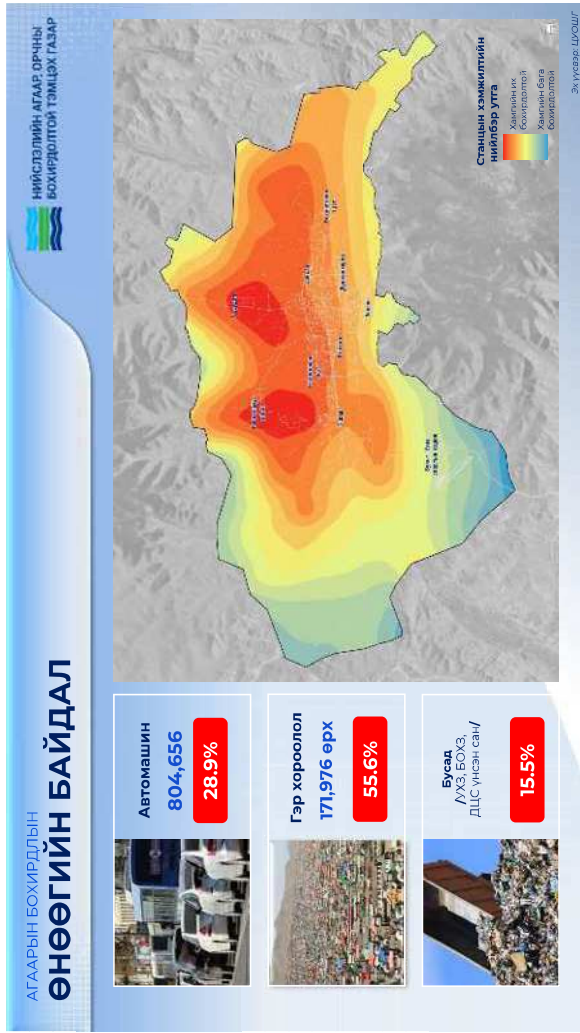 АГААРЫН БОХИРДЛЫН
ӨНӨӨГИЙН БАЙДАЛ
НИЙСЛЭЛИЙН АГААР, ОРЧНЫ
БОХИРДОЛТОЙ ТЭМЦЭХ ГАЗАР
Автомашин
804,656
28.9%
Гэр хороолол
171,976 өрх
55.6%
Бусад
/УХЗ, БОХЗ,
ДЦС үнсэн сан/
15.5%
Станцын хэмжилтийн
нийлбэр утга
Хамгийн их
бохирдолтой
Хамгийн бага
бохирдолтой
Эх үүсвэр: ЦУОШГ